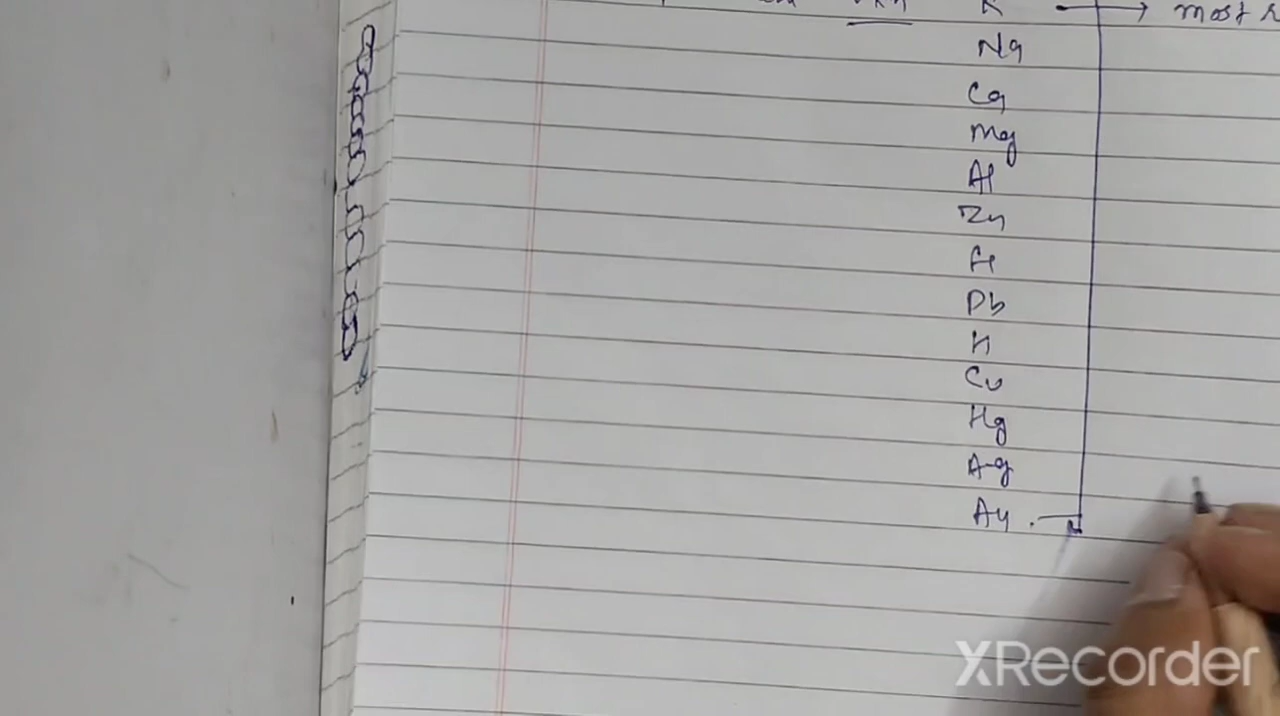 K → most
Na
Ca
Mg
Al
Zn
Fe
Pb
H
Cu
Hg
Ag
Au
XRecorder